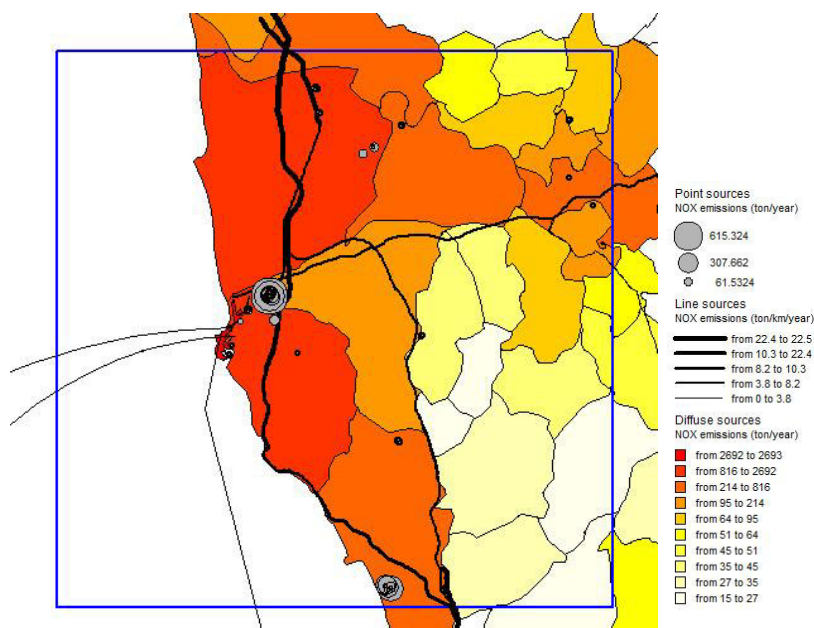 Point sources
NOX emissions (ton/year)
615.324
307.662
61.5324
Line sources
NOX emissions (ton/km/year)
from 22.4 to 22.5
from 10.3 to 22.4
from 8.2 to 10.3
from 3.8 to 8.2
from 0 to 3.8
Diffuse sources
NOX emissions (ton/year)
from 2692 to 2693
from 816 to 2692
from 214 to 816
from 95 to 214
from 64 to 95
from 51 to 64
from 45 to 51
from 35 to 45
from 27 to 35
from 15 to 27